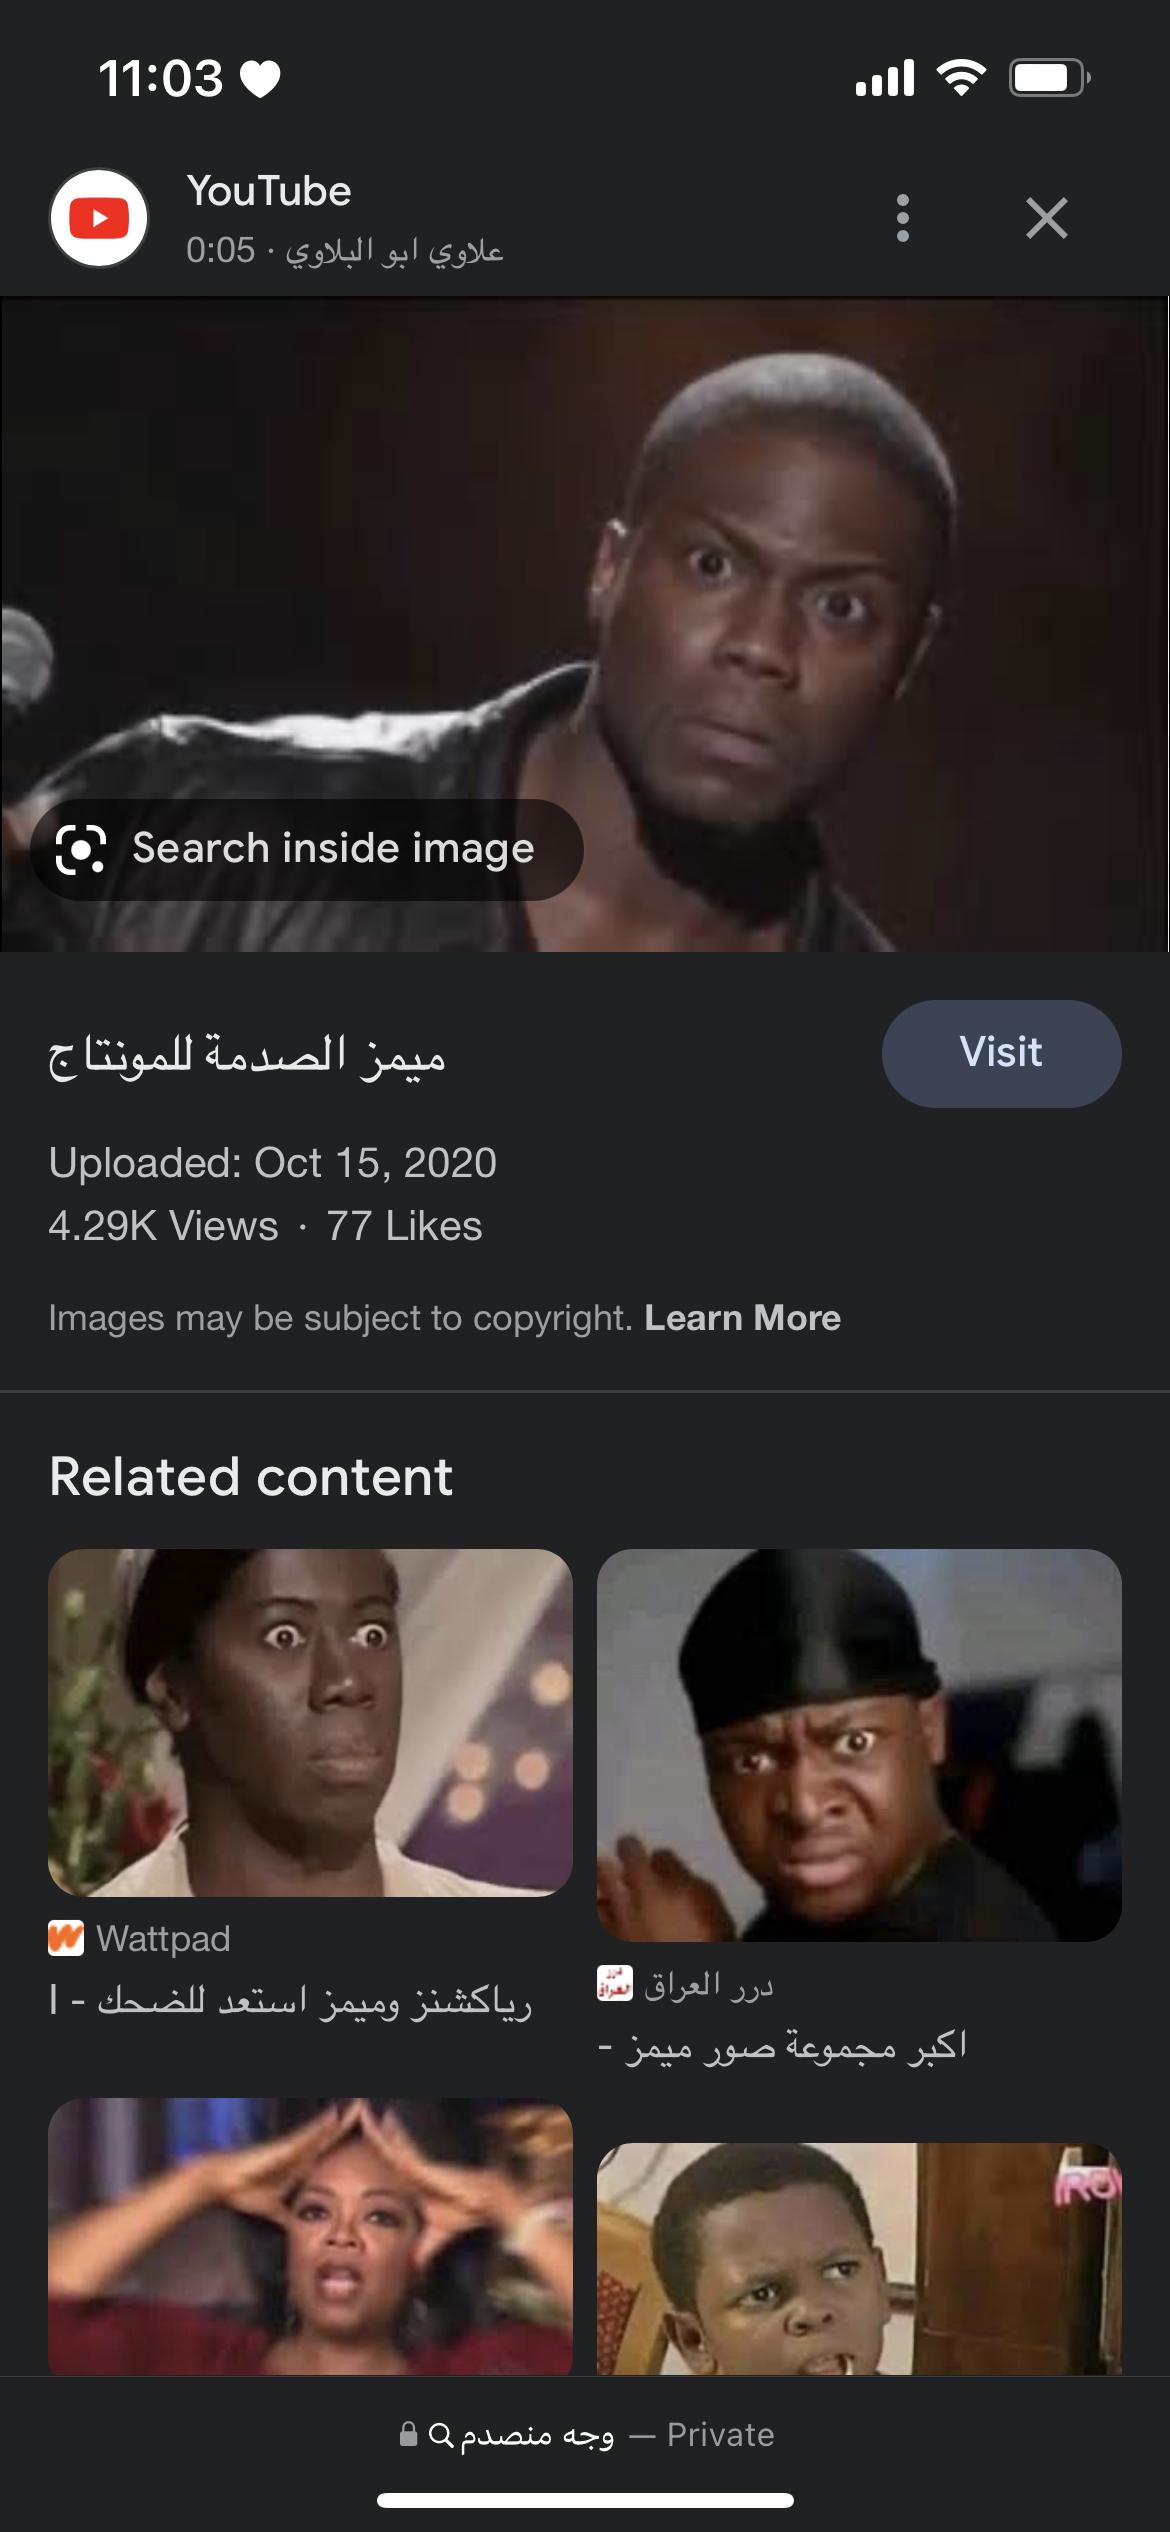 11:03
YouTube
0:05 · علاوي ابو البلاوي
Search inside image
ميمز الصدمة للمونتاج
Visit
Uploaded: Oct 15, 2020
4.29K Views · 77 Likes
Images may be subject to copyright. Learn More
Related content
Wattpad
رياكشنز وميمز استعد للضحك - ا
درر العراق
اكبر مجموعة صور ميمز -
وجه منصدم — Private